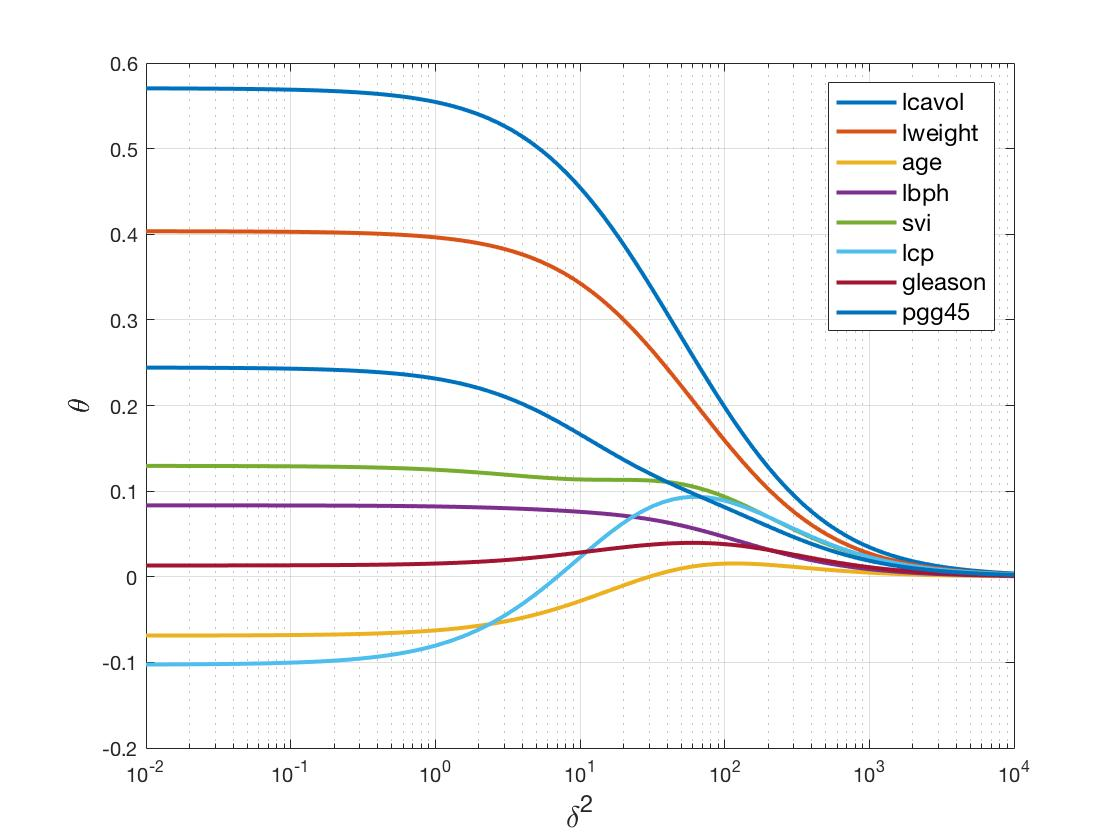 0.6
0.5
0.4
0.3
0.2
0.1
0
-0.1
-0.2
θ
lcavol
lweight
age
lbph
svi
lcp
gleason
pgg45
10^-2 10^-1 10^0 10^1 10^2 10^3 10^4
δ^2